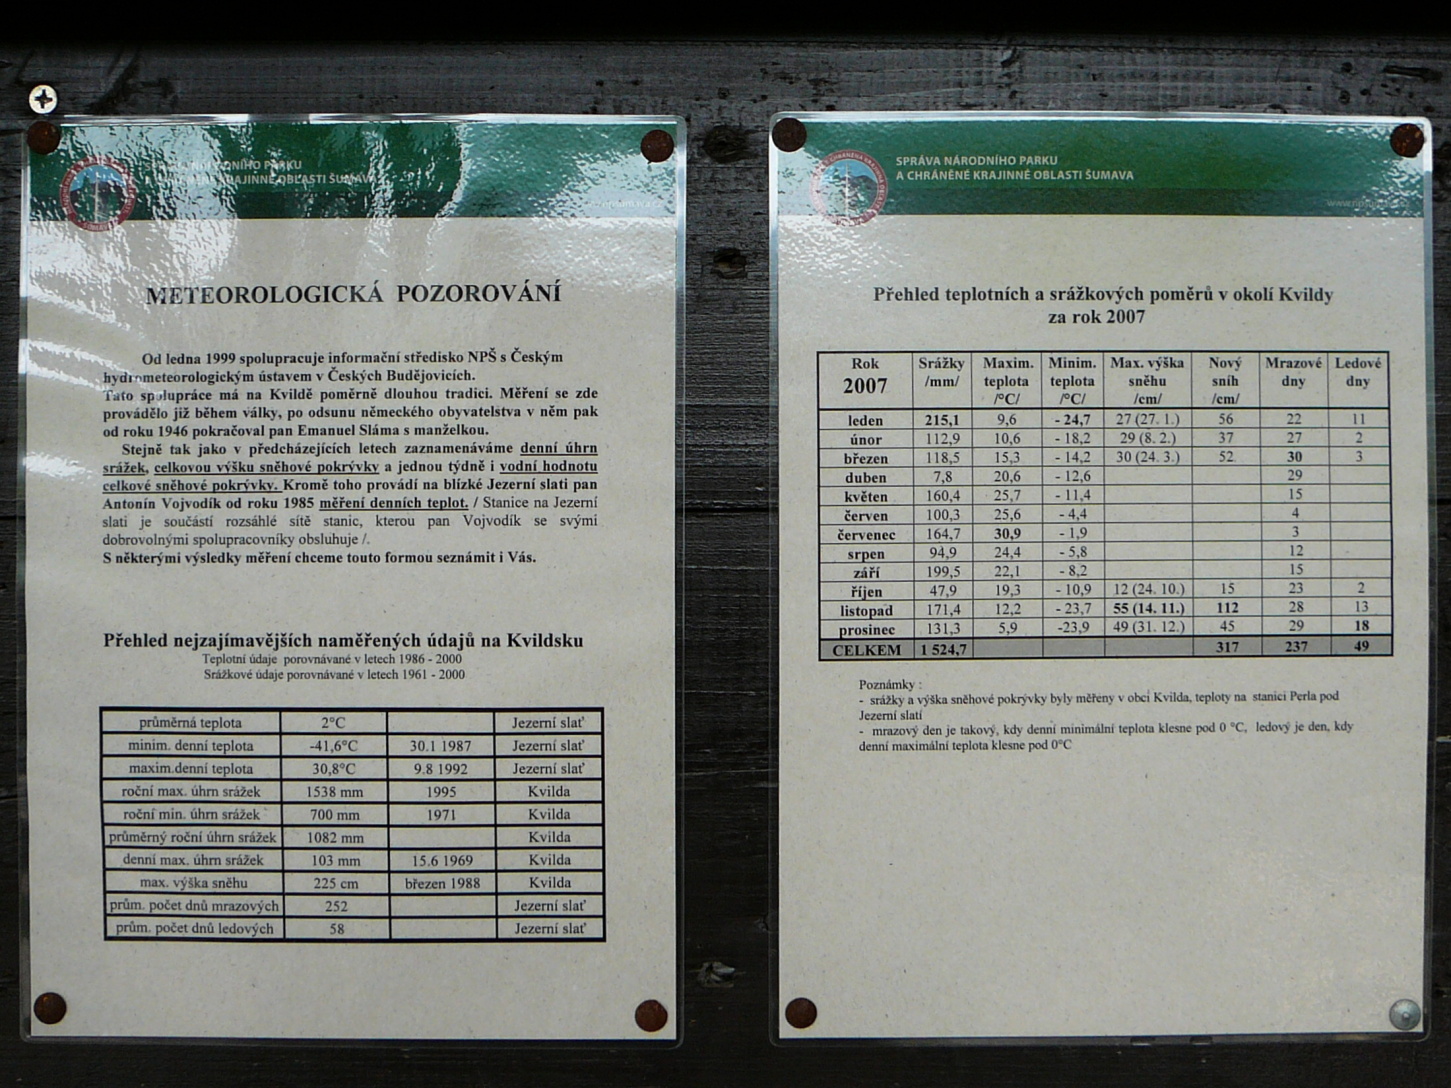 NÍHO PARKU
KRAJINNÉ OBLASTI ŠUMAVA
METEOROLOGICKÁ POZOROVÁNÍ
Od ledna 1999 spolupracuje informační středisko NPŠ s Českým
hydrometeorologickým ústavem v Českých Budějovicích.
Tato spolupráce má na Kvildě poměrně dlouhou tradici. Měření se zde
provádělo již během války, po odsunu německého obyvatelstva v něm pak
od roku 1946 pokračoval pan Emanuel Sláma s manželkou.
Stejně tak jako v předcházejících letech zaznamenáváme denní úhrn
srážek, celkovou výšku sněhové pokrývky a jednou týdně i vodní hodnotu
celkové sněhové pokrývky. Kromě toho provádí na blízké Jezerní slati pan
Antonín Vojvodík od roku 1985 měření denních teplot. / Stanice na Jezerní
slati je součástí rozsáhlé sítě stanic, kterou pan Vojvodík se svými
dobrovolnými spolupracovníky obsluhuje /.
S některými výsledky měření chceme touto formou seznámit i Vás.
Přehled nejzajímavějších naměřených údajů na Kvildsku
Teplotní údaje porovnávané v letech 1986 - 2000
Srážkové údaje porovnávané v letech 1961 - 2000
průměrná teplota 2°C Jezerní slať
minim. denní teplota -41,6°C 30.1 1987 Jezerní slať
maxim.denní teplota 30,8°C 9.8 1992 Jezerní slať
roční max. úhrn srážek 1538 mm 1995 Kvilda
roční min. úhrn srážek 700 mm 1971 Kvilda
průměrný roční úhrn srážek 1082 mm Kvilda
denní max. úhrn srážek 103 mm 15.6 1969 Kvilda
max. výška sněhu 225 cm březen 1988 Kvilda
prům. počet dnů mrazových 252 Jezerní slať
prům. počet dnů ledových 58 Jezerní slať
SPRÁVA NÁRODNÍHO PARKU
A CHRÁNĚNÉ KRAJINNÉ OBLASTI ŠUMAVA
Přehled teplotních a srážkových poměrů v okolí Kvildy
za rok 2007
Rok Srážky Maxim. Minim. Max. výška Nový Mrazové Ledové
2007 /mm/ teplota teplota sněhu sníh dny dny
/°C/ /°C/ /cm/ /cm/
leden 215,1 9,6 - 24,7 27 (27. 1.) 56 22 11
únor 112,9 10,6 - 18,2 29 (8. 2.) 37 27 2
březen 118,5 15,3 - 14,2 30 (24. 3.) 52 30 3
duben 7,8 20,6 - 12,6 29
květen 160,4 25,7 - 11,4 15
červen 100,3 25,6 - 4,4 4
červenec 164,7 30,9 - 1,9 3
srpen 94,9 24,4 - 5,8 12
září 199,5 22,1 - 8,2 15
říjen 47,9 19,3 - 10,9 12 (24. 10.) 15 23 2
listopad 171,4 12,2 - 23,7 55 (14. 11.) 112 28 13
prosinec 131,3 5,9 -23,9 49 (31. 12.) 45 29 18
CELKEM 1 524,7 317 237 49
Poznámky :
- srážky a výška sněhové pokrývky byly měřeny v obci Kvilda, teploty na stanici Perla pod
Jezerní slatí
- mrazový den je takový, kdy denní minimální teplota klesne pod 0 °C, ledový je den, kdy
denní maximální teplota klesne pod 0°C